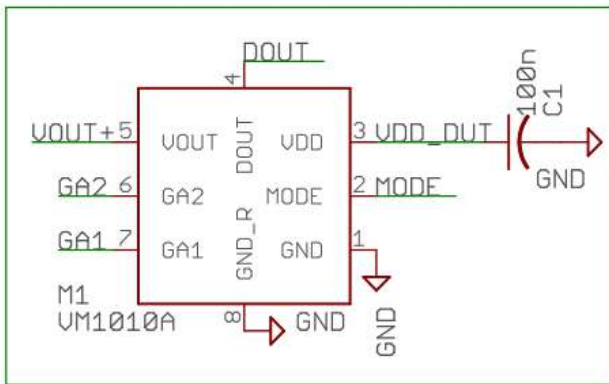 DOUT
4
100n
C1
VOUT+ 5 VOUT DOUT VDD 3 VDD_DUT
GND
GA2 6 GA2 MODE 2 MODE
GA1 7 GA1 GND_R GND 1
M1
VM1010A
8 GND
GND